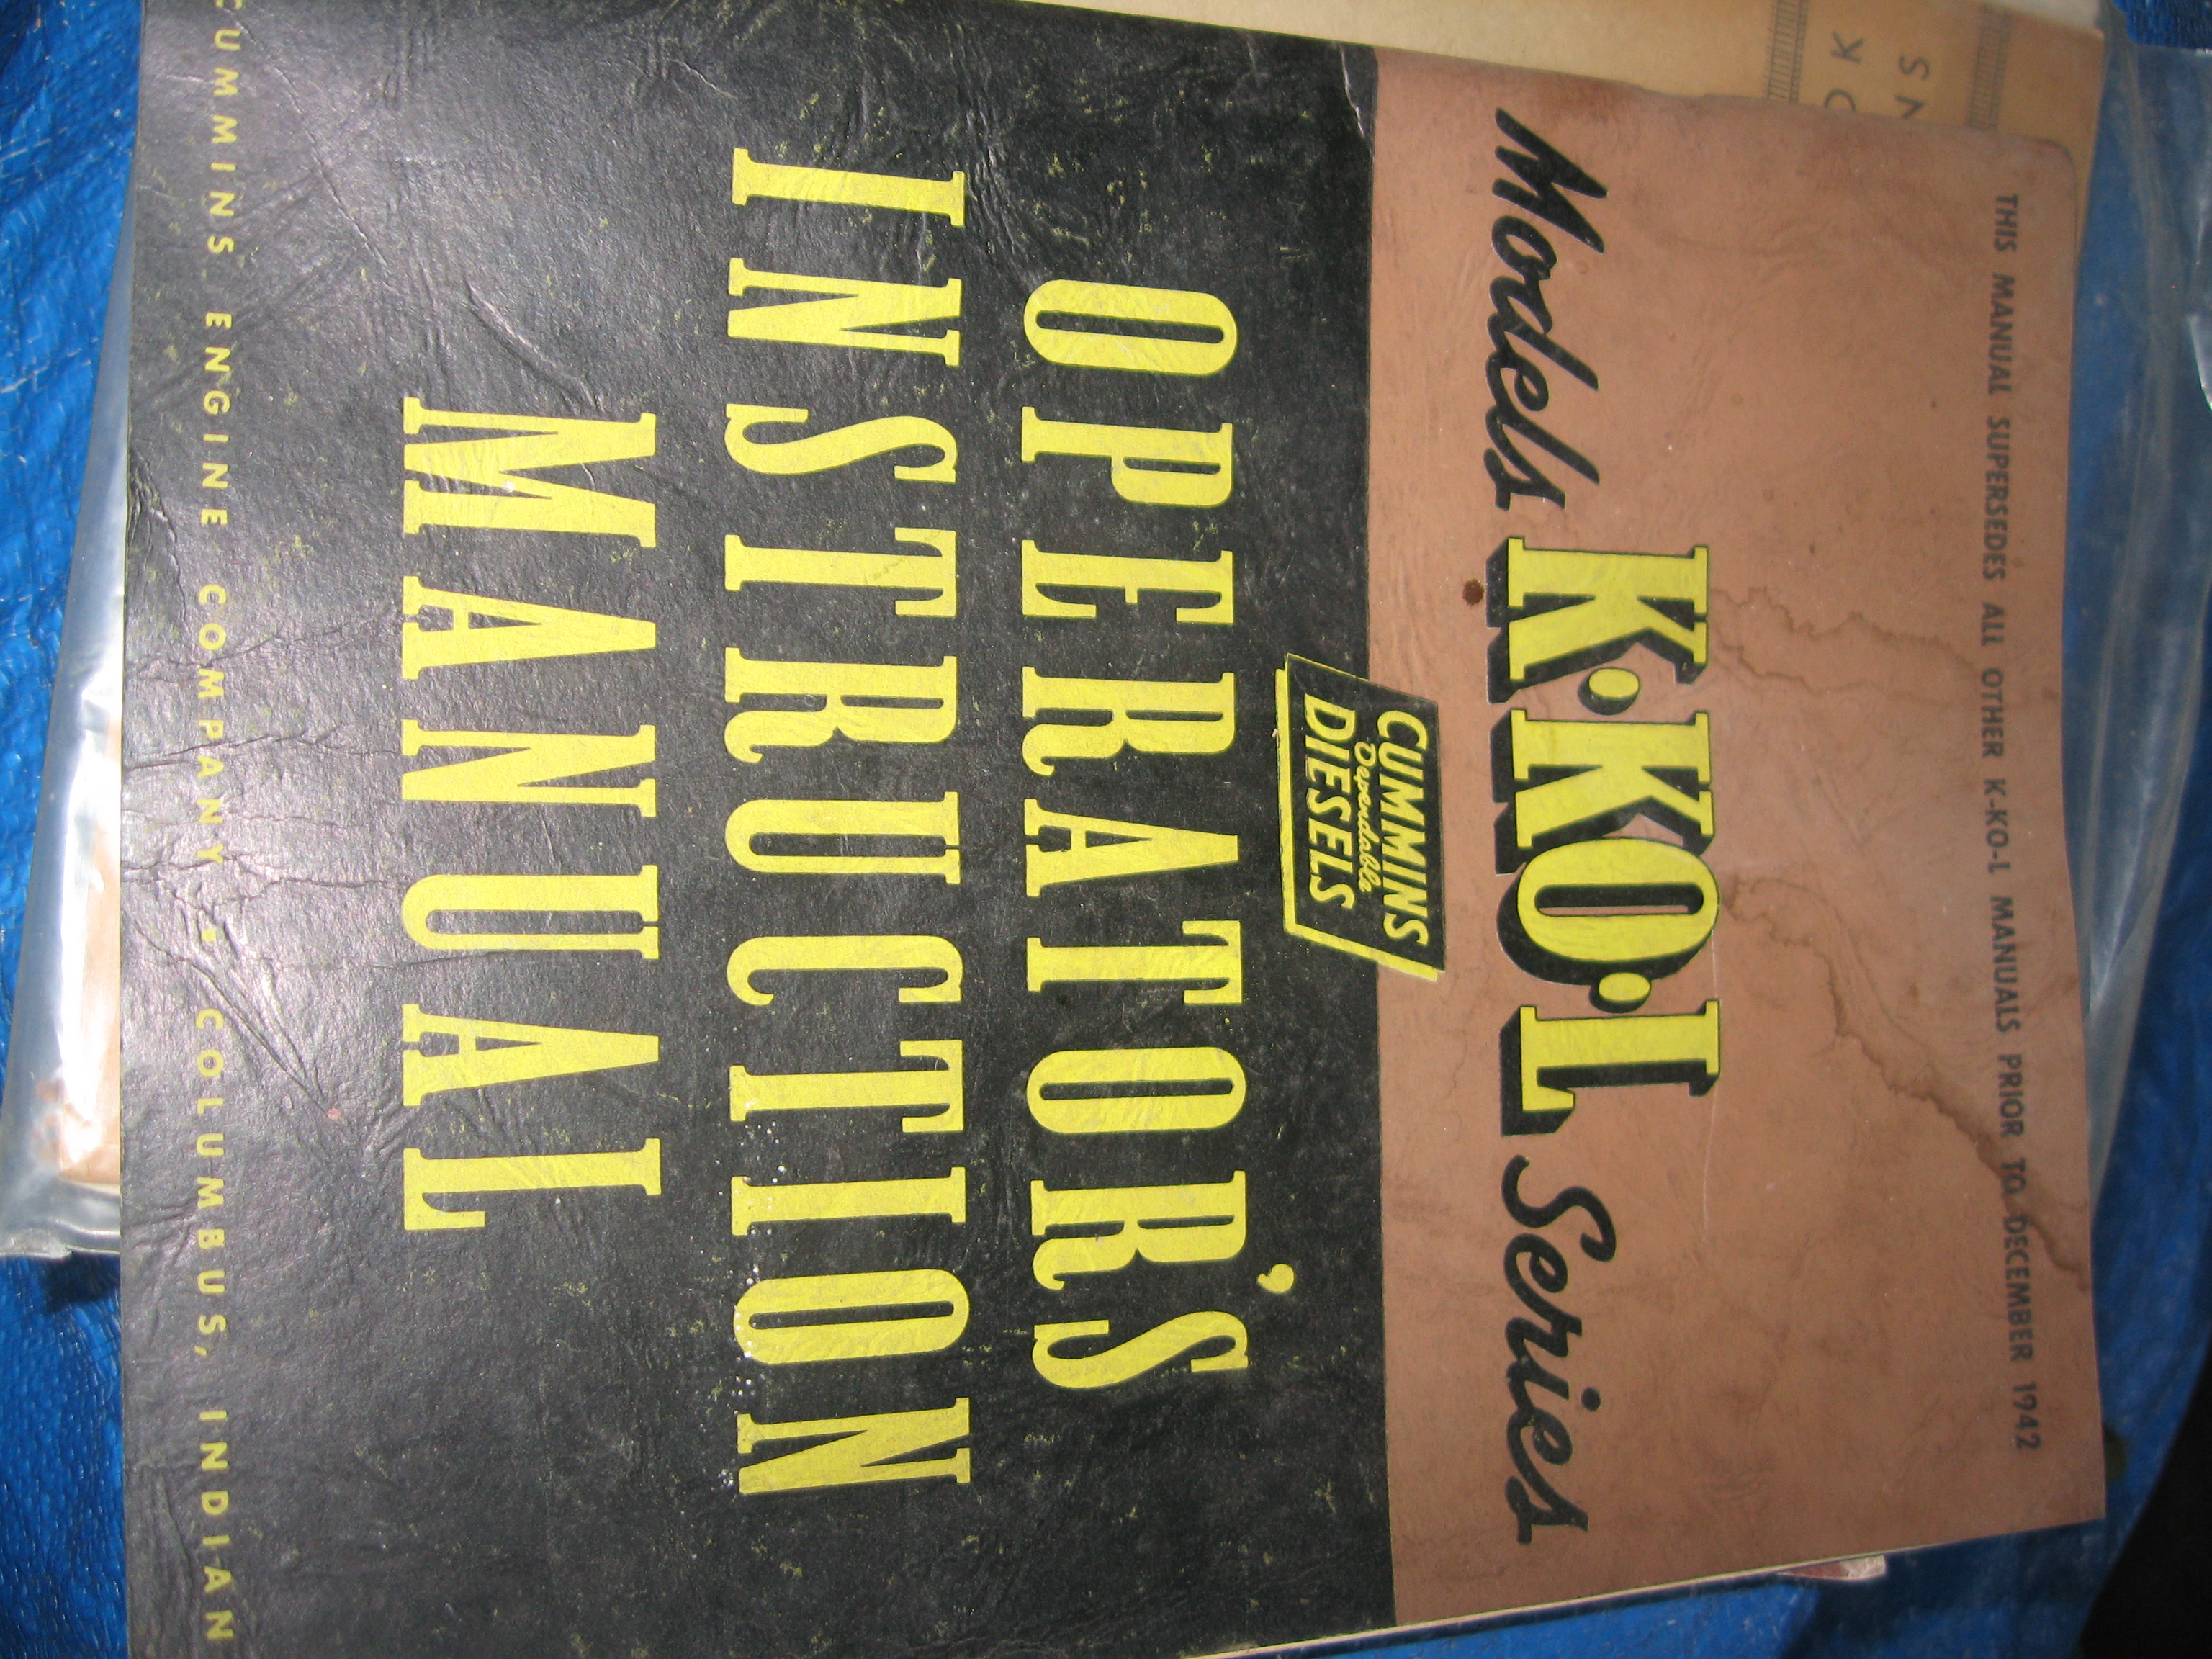 THIS MANUAL SUPERSEDES ALL OTHER K-KO-L MANUALS PRIOR TO DECEMBER 1942
Models K·KO·L Series
CUMMINS
Dependable
DIESELS
OPERATOR'S
INSTRUCTION
MANUAL
CUMMINS ENGINE COMPANY • COLUMBUS, INDIAN